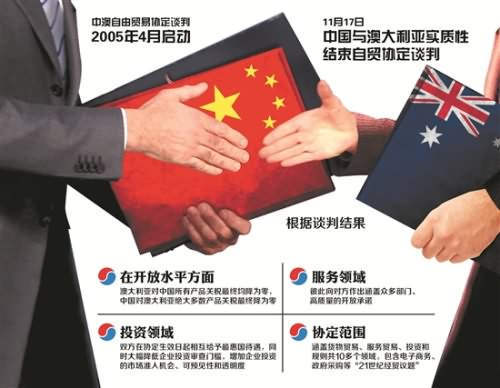 中澳自由贸易协定谈判
2005年4月启动
11月17日
中国与澳大利亚实质性
结束自贸协定谈判
根据谈判结果
在开放水平方面
澳大利亚对中国所有产品关税最终均降为零,
中国对澳大利亚绝大多数产品关税最终降为零
服务领域
彼此向对方作出涵盖众多部门、
高质量的开放承诺
投资领域
双方在协定生效日起相互给予最惠国待遇,同
时大幅降低企业投资审查门槛,增加企业投资
的市场准入机会、可预见性和透明度
协定范围
涵盖货物贸易、服务贸易、投资和
规则共10多个领域,包含电子商务、
政府采购等“21世纪经贸议题”